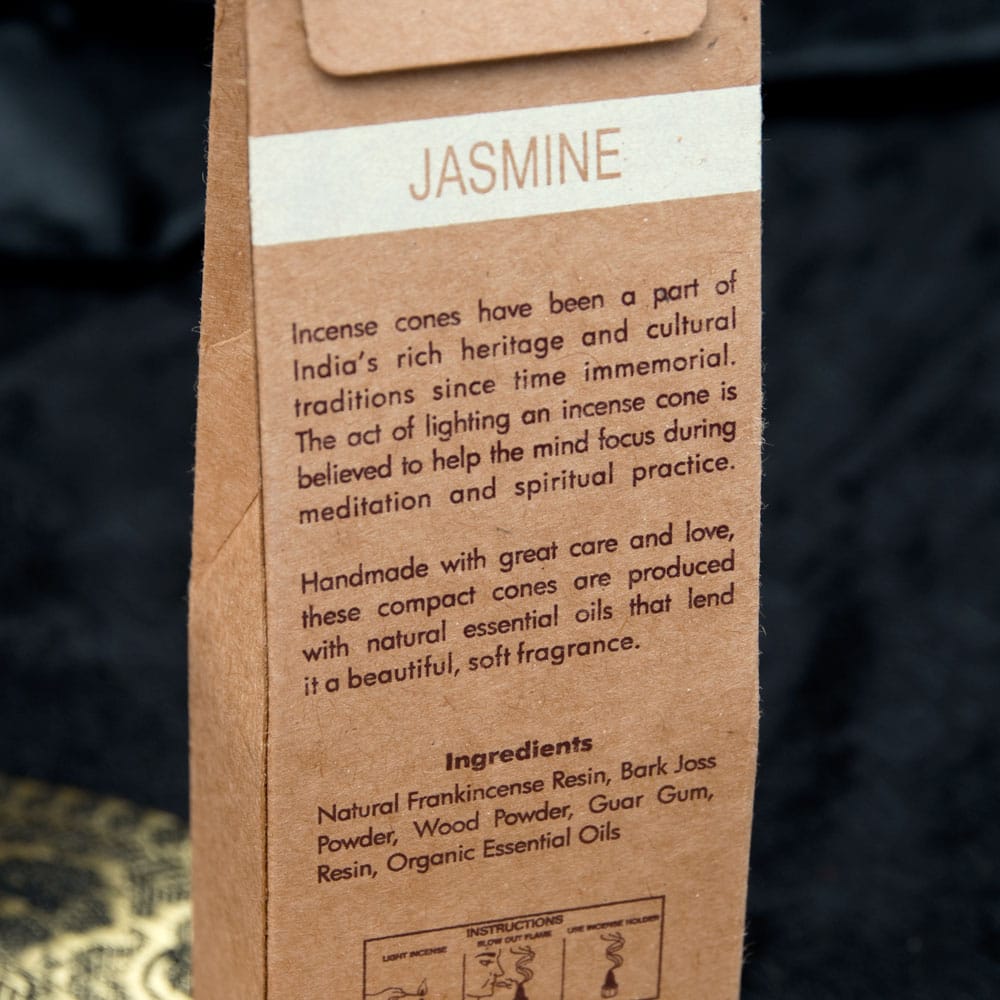 JASMINE
Incense cones have been a part of
India's rich heritage and cultural
traditions since time immemorial.
The act of lighting an incense cone is
believed to help the mind focus during
meditation and spiritual practice.
Handmade with great care and love,
these compact cones are produced
with natural essential oils that lend
it a beautiful, soft fragrance.
Ingredients
Natural Frankincense Resin, Bark Joss
Powder, Wood Powder, Guar Gum,
Resin, Organic Essential Oils
INSTRUCTIONS
LIGHT INCENSE BLOW OUT FLAME USE INCENSE HOLDER